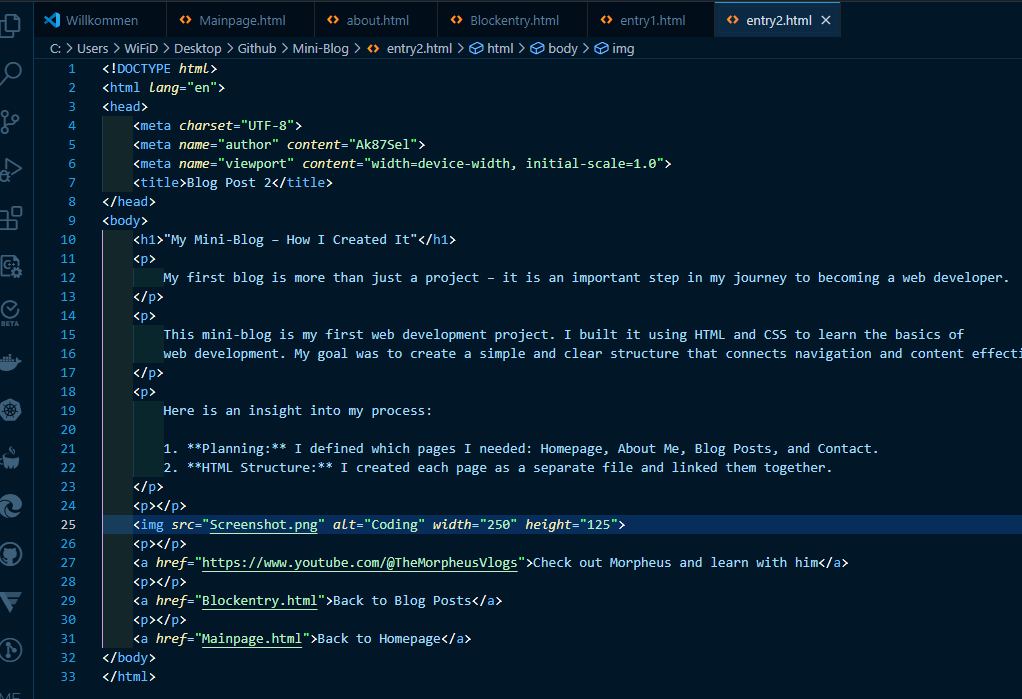 Willkommen Mainpage.html about.html Blockentry.html entry1.html entry2.html
C: > Users > WiFiD > Desktop > Github > Mini-Blog > entry2.html > html > body > img
1 <!DOCTYPE html>
2 <html lang="en">
3 <head>
4 <meta charset="UTF-8">
5 <meta name="author" content="Ak87Sel">
6 <meta name="viewport" content="width=device-width, initial-scale=1.0">
7 <title>Blog Post 2</title>
8 </head>
9 <body>
10 <h1>"My Mini-Blog – How I Created It"</h1>
11 <p>
12 My first blog is more than just a project – it is an important step in my journey to becoming a web developer.
13 </p>
14 <p>
15 This mini-blog is my first web development project. I built it using HTML and CSS to learn the basics of
16 web development. My goal was to create a simple and clear structure that connects navigation and content effecti
17 </p>
18 <p>
19 Here is an insight into my process:
20
21 1. **Planning:** I defined which pages I needed: Homepage, About Me, Blog Posts, and Contact.
22 2. **HTML Structure:** I created each page as a separate file and linked them together.
23 </p>
24 <p></p>
25 <img src="Screenshot.png" alt="Coding" width="250" height="125">
26 <p></p>
27 <a href="https://www.youtube.com/@TheMorpheusVlogs">Check out Morpheus and learn with him</a>
28 <p></p>
29 <a href="Blockentry.html">Back to Blog Posts</a>
30 <p></p>
31 <a href="Mainpage.html">Back to Homepage</a>
32 </body>
33 </html>
BETA